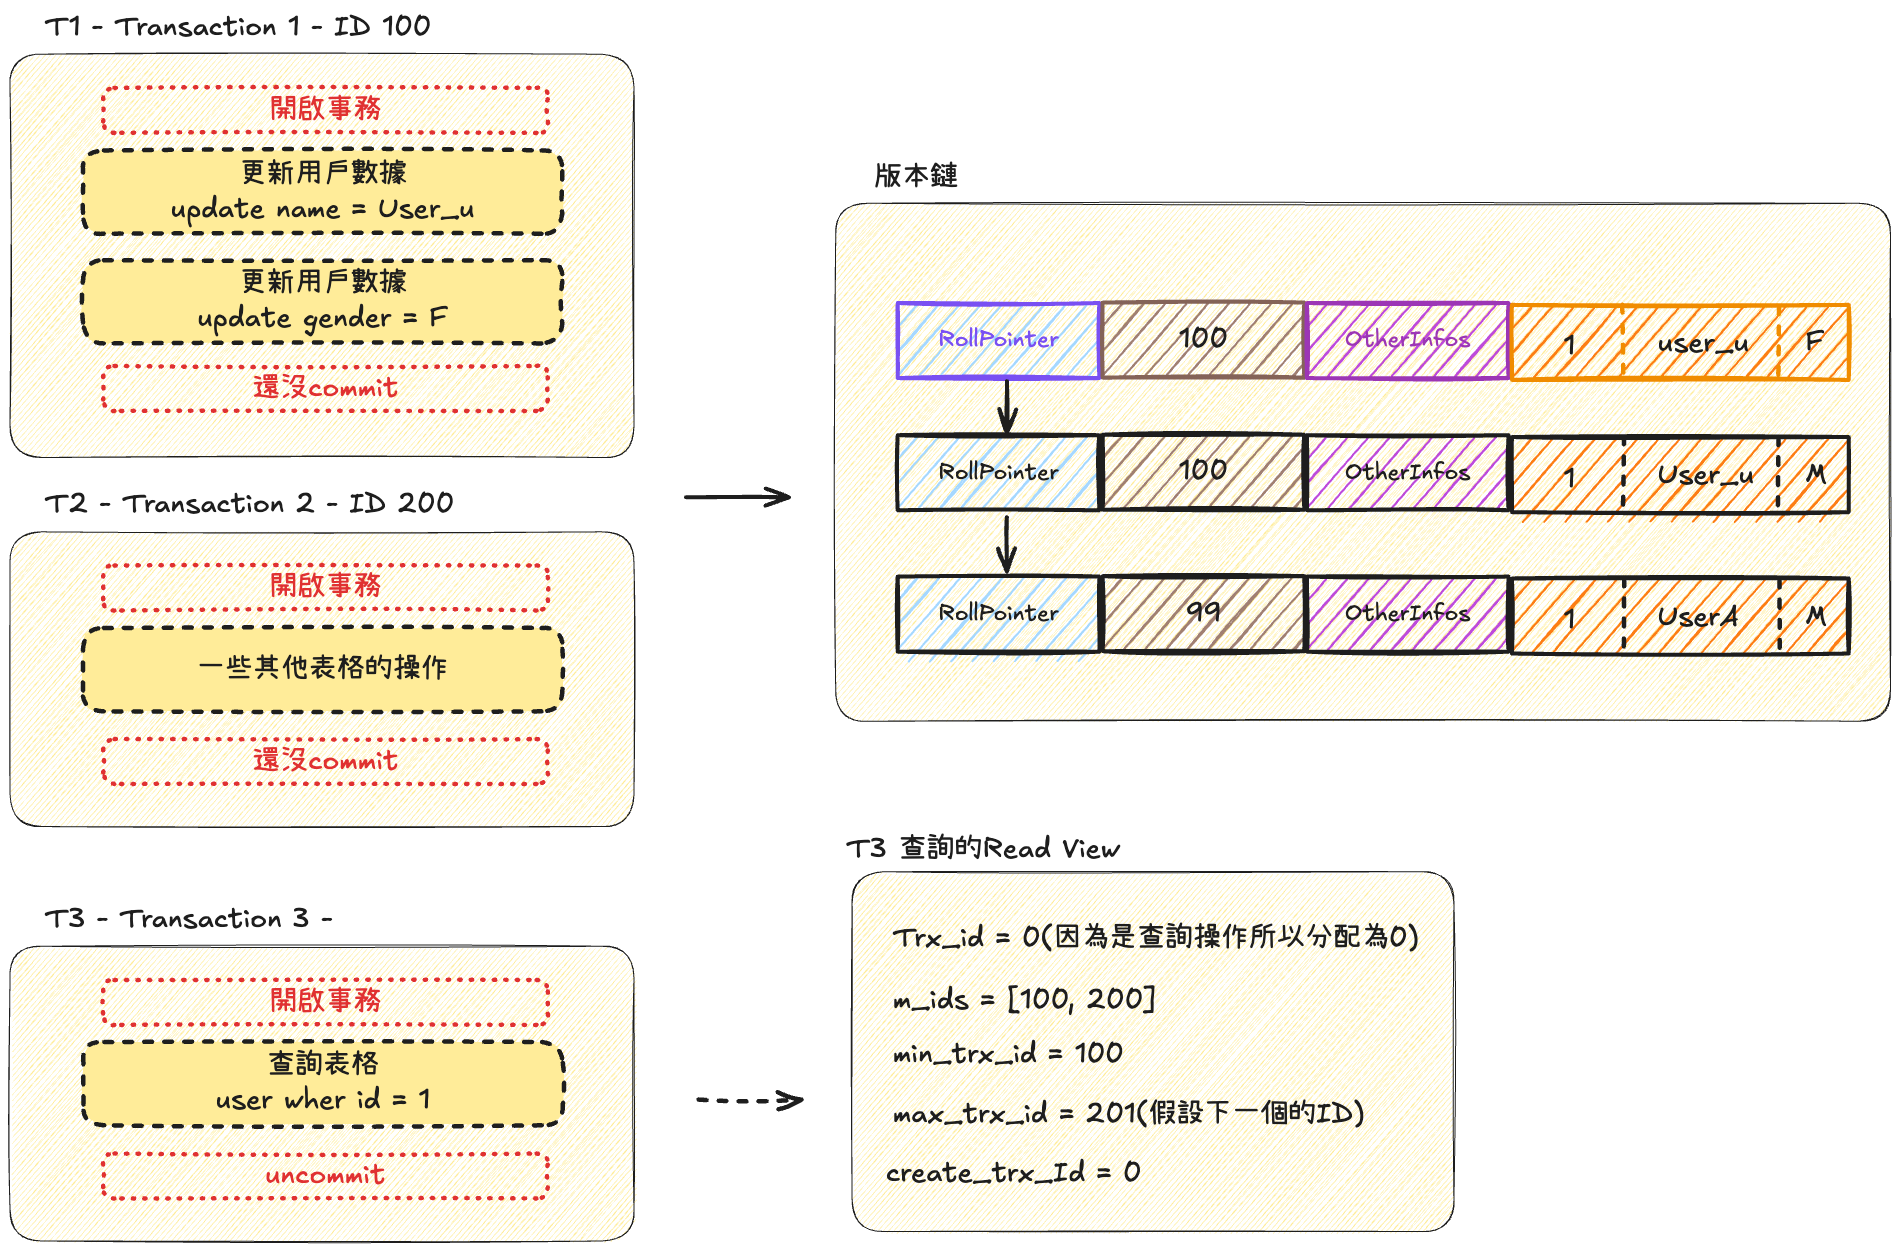 T1 - Transaction 1 - ID 100
開啟事務
更新用戶數據
update name = User_u
更新用戶數據
update gender = F
還沒commit
T2 - Transaction 2 - ID 200
開啟事務
一些其他表格的操作
還沒commit
T3 - Transaction 3 -
開啟事務
查詢表格
user wher id = 1
uncommit
版本鏈
RollPointer 100 OtherInfos 1 user_u F
RollPointer 100 OtherInfos 1 User_u M
RollPointer 99 OtherInfos 1 UserA M
T3 查詢的Read View
Trx_id = 0(因為是查詢操作所以分配為0)
m_ids = [100, 200]
min_trx_id = 100
max_trx_id = 201(假設下一個的ID)
create_trx_Id = 0